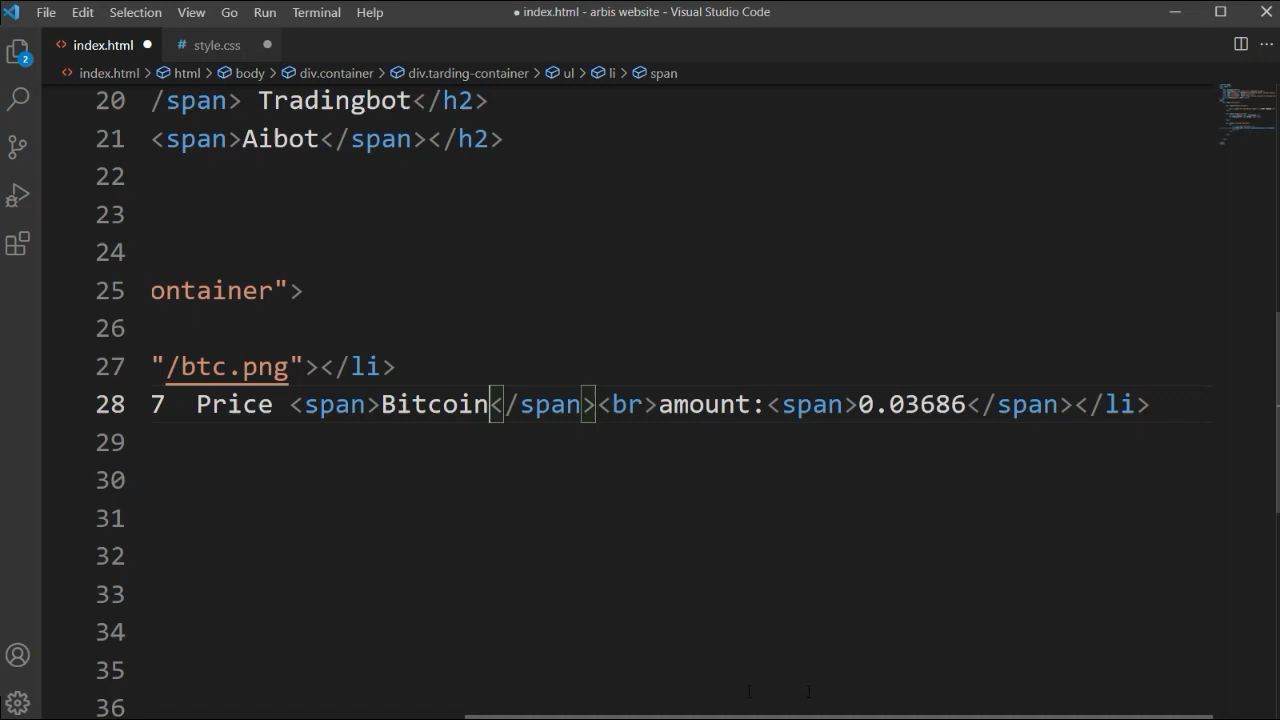 File Edit Selection View Go Run Terminal Help ● index.html - arbis website - Visual Studio Code
<> index.html ● # style.css ●
<> index.html > html > body > div.container > div.tarding-container > ul > li > span
2
20 /span> Tradingbot</h2>
21 <span>Aibot</span></h2>
22
23
24
25 ontainer">
26
27 "/btc.png"></li>
28 7  Price <span>Bitcoin</span><br>amount:<span>0.03686</span></li>
29
30
31
32
33
34
35
36